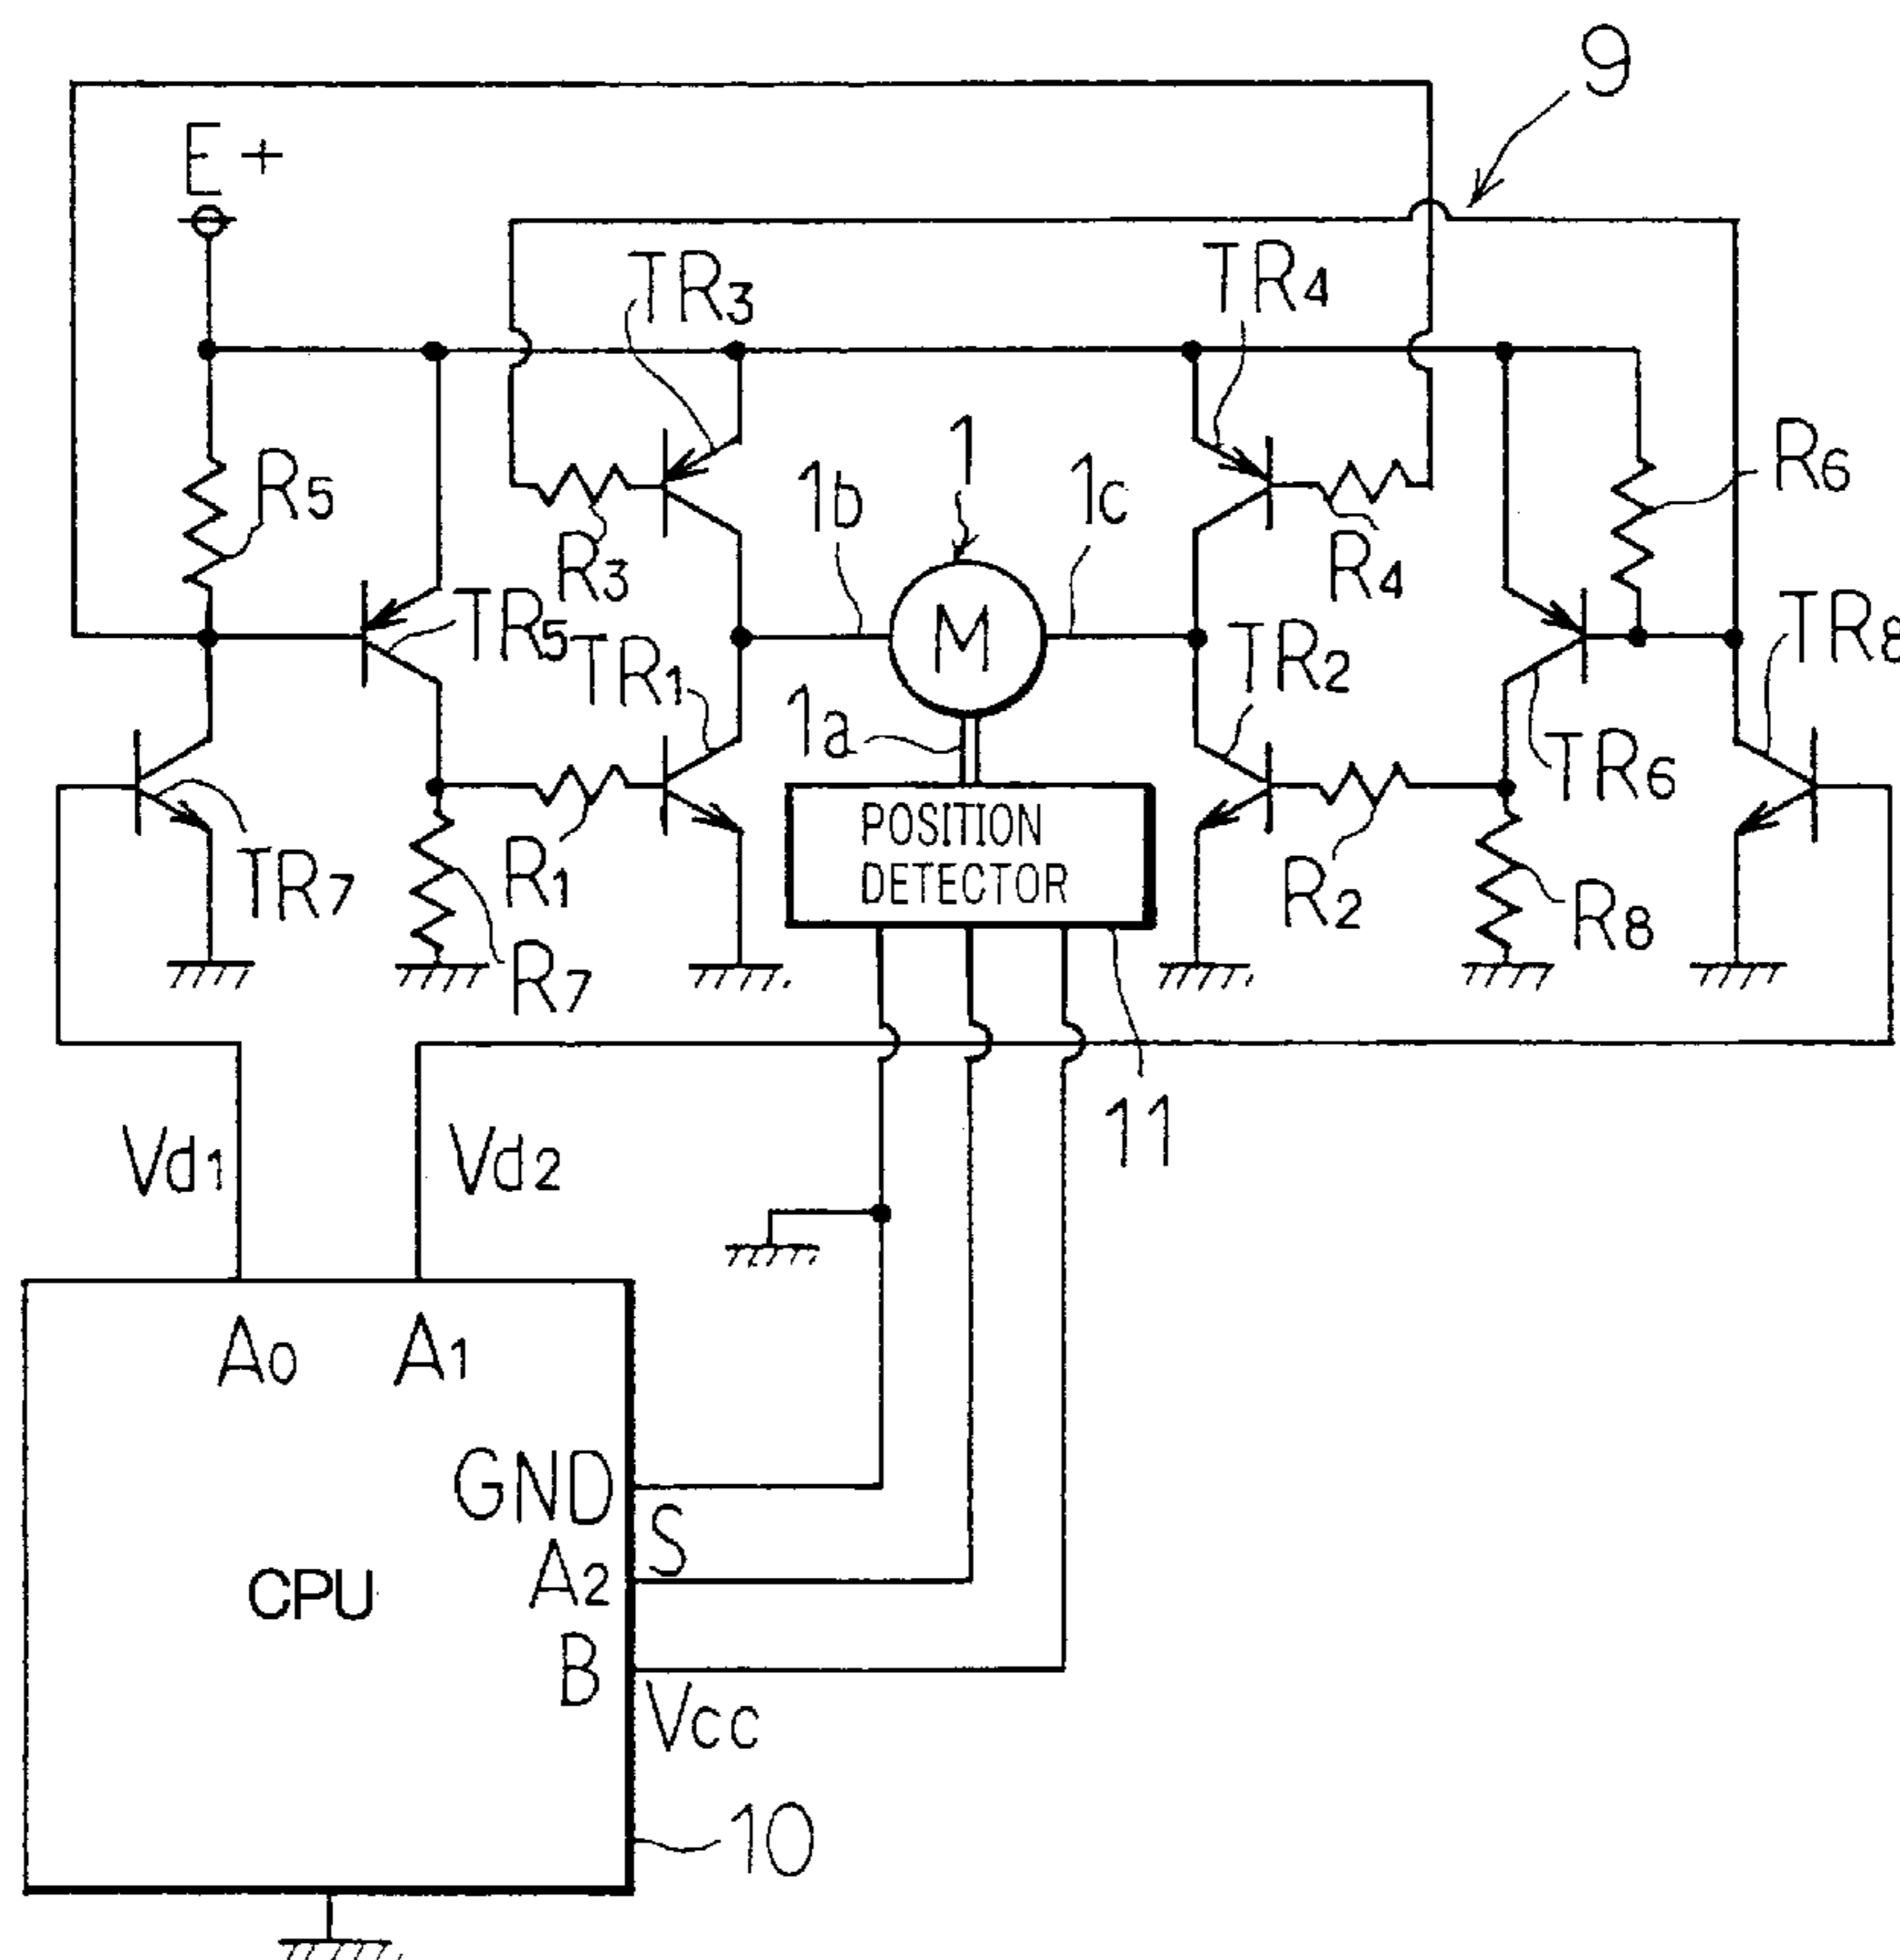 9
E+
TR3
TR4
R5
R3
1b
1
1c
R4
R6
M
TR5
TR1
TR2
TR8
1a
TR6
TR7
R1
POSITION
DETECTOR
R2
R8
R7
11
Vd1
Vd2
A0
A1
GND
S
A2
CPU
B
Vcc
10